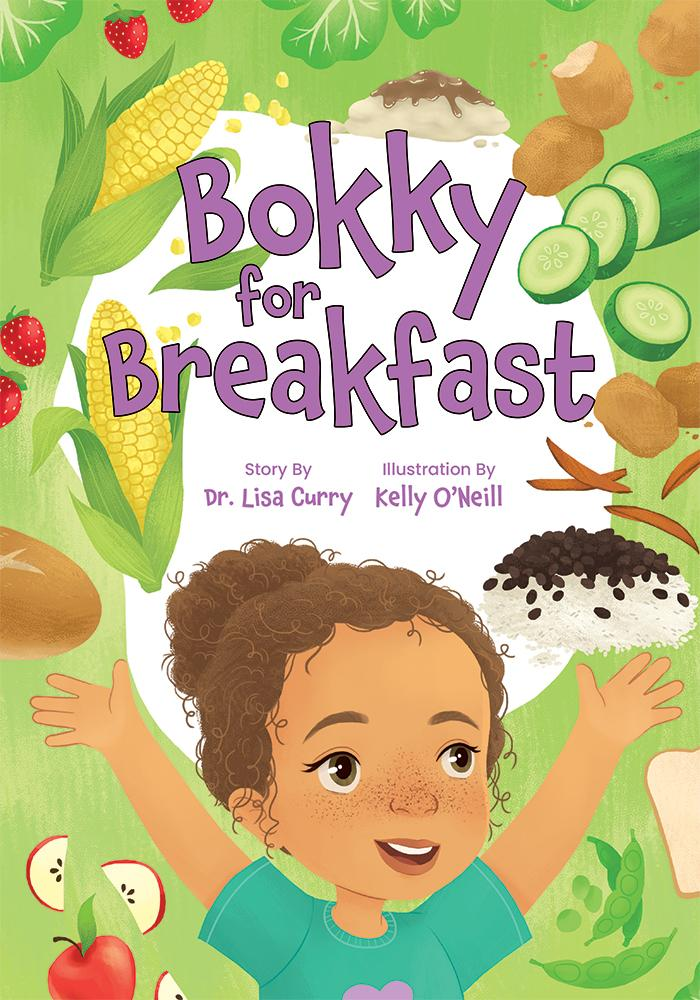 Bokky
for
Breakfast
Story By
Dr. Lisa Curry
Illustration By
Kelly O'Neill